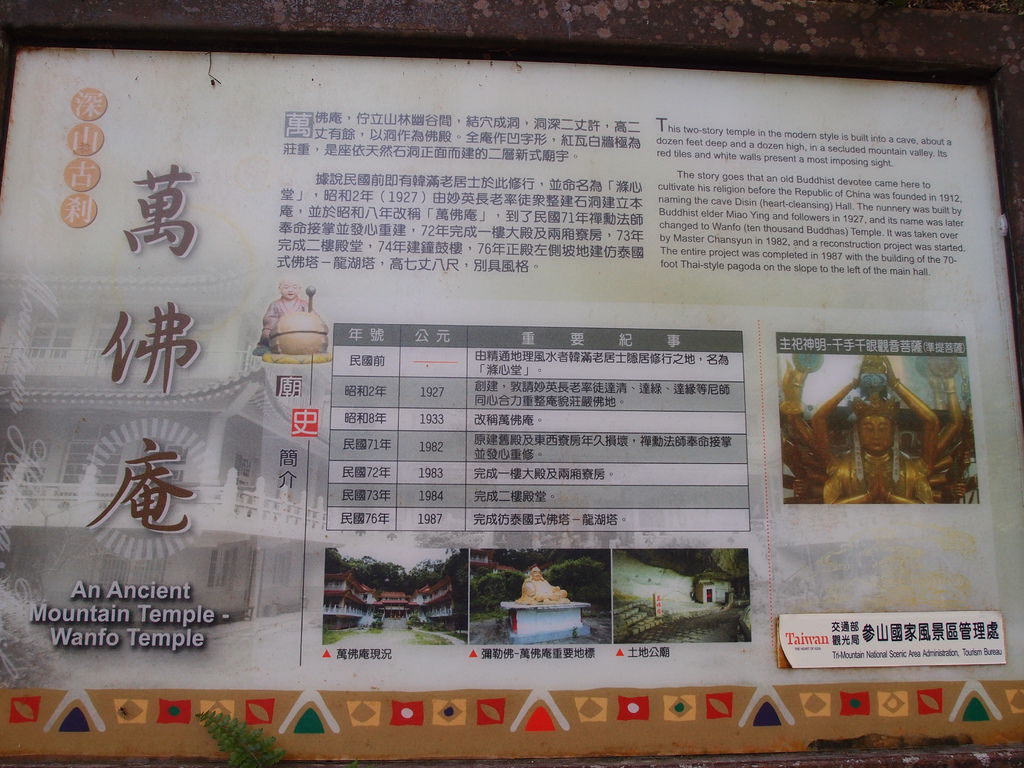 深山古剎
萬佛庵
An Ancient
Mountain Temple -
Wanfo Temple
萬佛庵，佇立山林幽谷間，結穴成洞，洞深二丈許，高二
丈有餘，以洞作為佛殿。全庵作凹字形，紅瓦白牆極為
莊重，是座依天然石洞正面而建的二層新式廟宇。
據說民國前即有韓滿老居士於此修行，並命名為「滌心
堂」，昭和2年（1927）由妙英長老率徒衆整建石洞建立本
庵，並於昭和八年改稱「萬佛庵」，到了民國71年禪勳法師
奉命接掌並發心重建，72年完成一樓大殿及兩廂寮房，73年
完成二樓殿堂，74年建鐘鼓樓，76年正殿左側坡地建仿泰國
式佛塔－龍湖塔，高七丈八尺，別具風格。
This two-story temple in the modern style is built into a cave, about a
dozen feet deep and a dozen high, in a secluded mountain valley. Its
red tiles and white walls present a most imposing sight.
The story goes that an old Buddhist devotee came here to
cultivate his religion before the Republic of China was founded in 1912,
naming the cave Disin (heart-cleansing) Hall. The nunnery was built by
Buddhist elder Miao Ying and followers in 1927, and its name was later
changed to Wanfo (ten thousand Buddhas) Temple. It was taken over
by Master Chansyun in 1982, and a reconstruction project was started.
The entire project was completed in 1987 with the building of the 70-
foot Thai-style pagoda on the slope to the left of the main hall.
廟史簡介
年號 公元 重要紀事
民國前 —— 由精通地理風水者韓滿老居士隱居修行之地，名為
「滌心堂」。
昭和2年 1927 創建，敦請妙英長老率徒達清、達綠、達緣等尼師
同心合力重整庵貌莊嚴佛地。
昭和8年 1933 改稱萬佛庵。
民國71年 1982 原建舊殿及東西寮房年久損壞，禪勳法師奉命接掌
並發心重修。
民國72年 1983 完成一樓大殿及兩廂寮房。
民國73年 1984 完成二樓殿堂。
民國76年 1987 完成彷泰國式佛塔－龍湖塔。
主祀神明-千手千眼觀音菩薩(準提菩薩)
▲ 萬佛庵現況
▲ 彌勒佛-萬佛庵重要地標
▲ 土地公廟
Taiwan
THE HEART OF ASIA
交通部
觀光局 參山國家風景區管理處
Tri-Mountain National Scenic Area Administration, Tourism Bureau